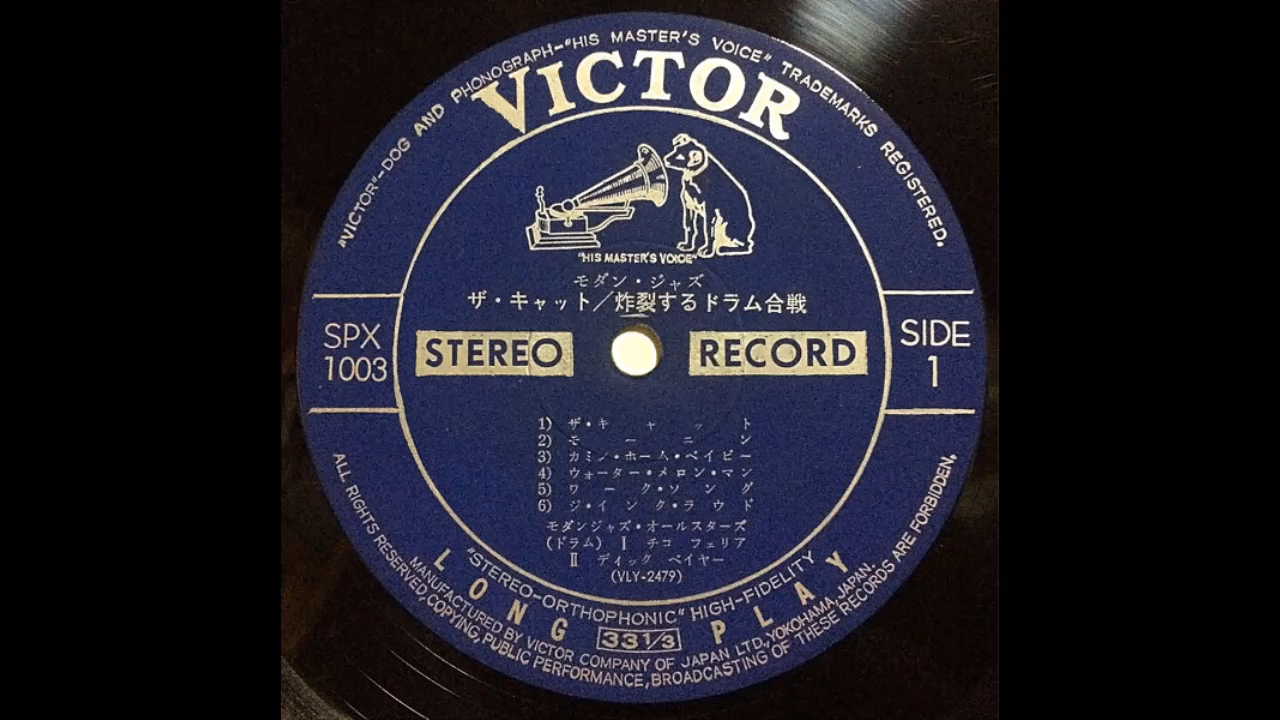 "VICTOR"-DOG AND PHONOGRAPH-"HIS MASTER'S VOICE" TRADEMARKS REGISTERED.
VICTOR
"HIS MASTER'S VOICE"
モダン・ジャズ
ザ・キャット/炸裂するドラム合戦
SPX
1003
STEREO RECORD
SIDE
1
1) ザ・キャット
2) モーニン
3) カミン・ホーム・ベイビー
4) ウォーター・メロン・マン
5) ワーク・ソング
6) ジ・インク・ラウド
モダンジャズ・オールスターズ
(ドラム) Ⅰ チコ フェリア
Ⅱ ディック ベイヤー
(VLY-2479)
"STEREO-ORTHOPHONIC" HIGH-FIDELITY
LONG 33 1/3 PLAY
MANUFACTURED BY VICTOR COMPANY OF JAPAN LTD., YOKOHAMA, JAPAN.
ALL RIGHTS RESERVED, COPYING, PUBLIC PERFORMANCE, BROADCASTING OF THESE RECORDS ARE FORBIDDEN.